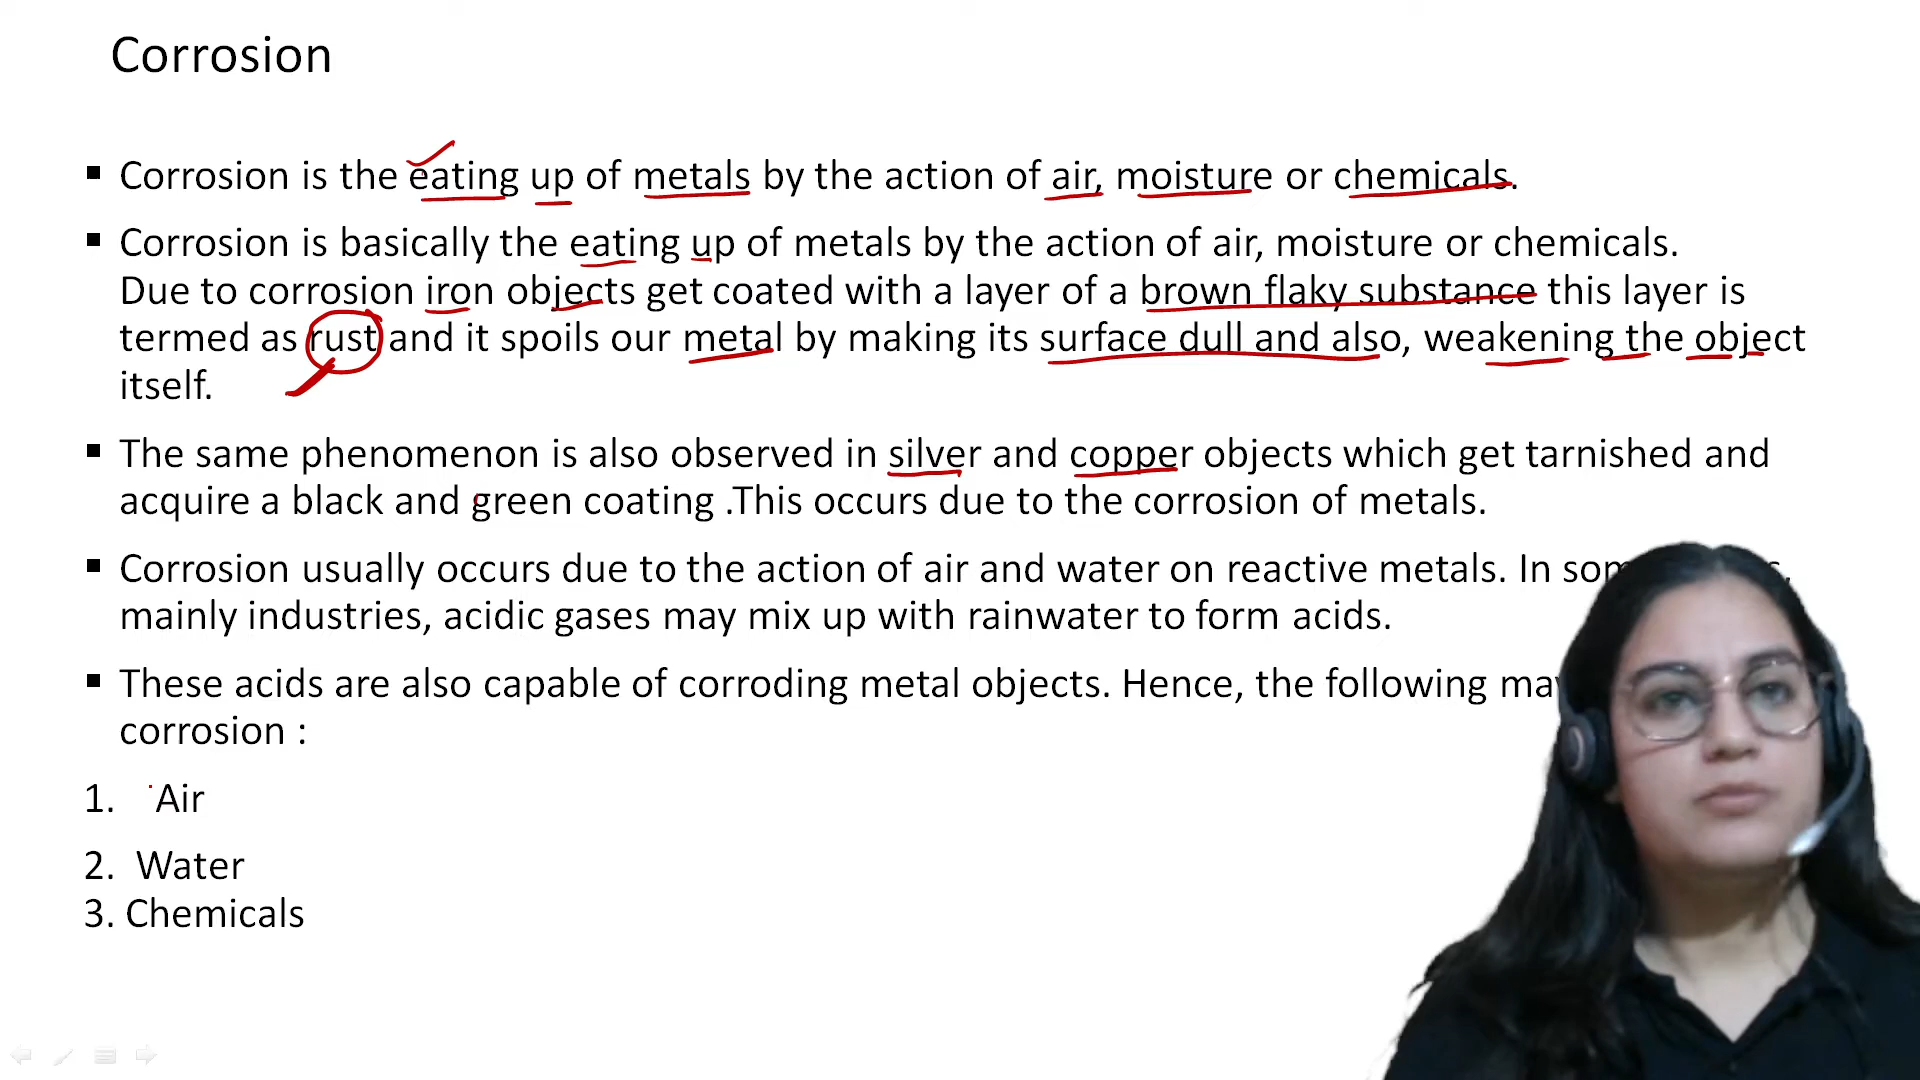 Corrosion
▪ Corrosion is the eating up of metals by the action of air, moisture or chemicals.
▪ Corrosion is basically the eating up of metals by the action of air, moisture or chemicals.
Due to corrosion iron objects get coated with a layer of a brown flaky substance this layer is
termed as rust and it spoils our metal by making its surface dull and also, weakening the object
itself.
▪ The same phenomenon is also observed in silver and copper objects which get tarnished and
acquire a black and green coating .This occurs due to the corrosion of metals.
▪ Corrosion usually occurs due to the action of air and water on reactive metals. In
mainly industries, acidic gases may mix up with rainwater to form acids.
▪ These acids are also capable of corroding metal objects. Hence, the following may
corrosion :
1. Air
2. Water
3. Chemicals